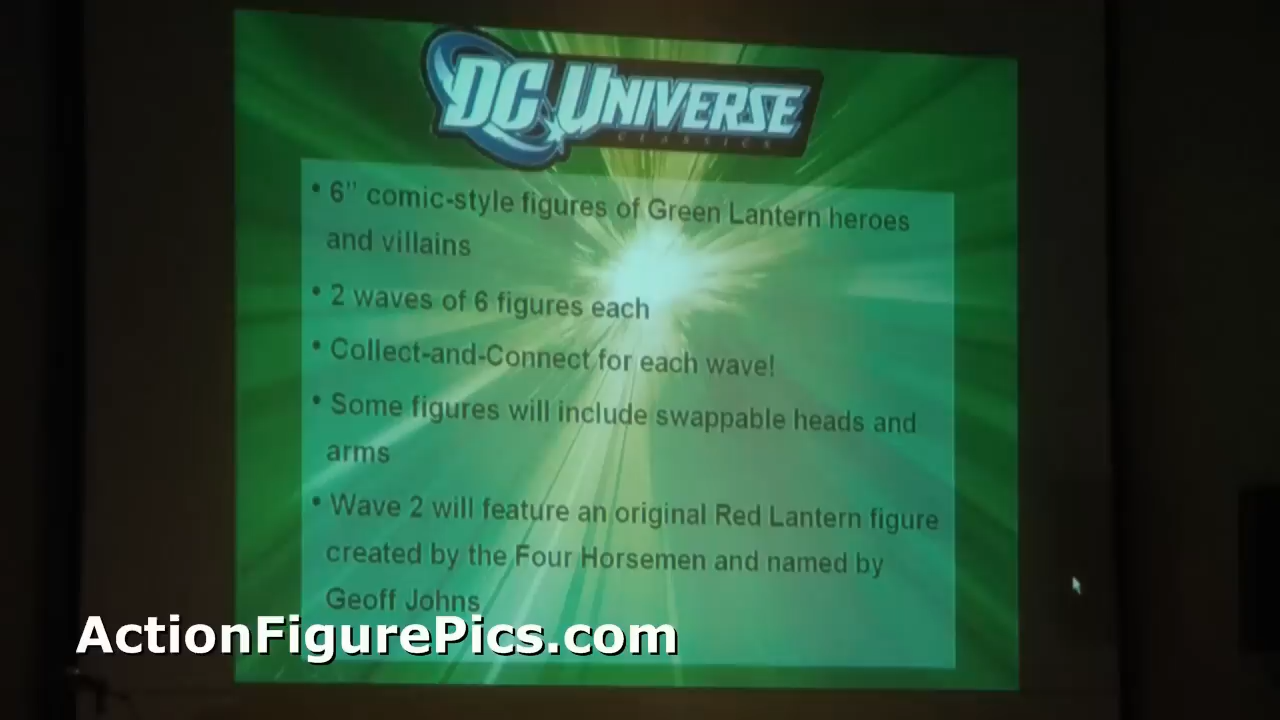 DC UNIVERSE
CLASSICS
• 6" comic-style figures of Green Lantern heroes
and villains
• 2 waves of 6 figures each
• Collect-and-Connect for each wave!
• Some figures will include swappable heads and
arms
• Wave 2 will feature an original Red Lantern figure
created by the Four Horsemen and named by
Geoff Johns
ActionFigurePics.com